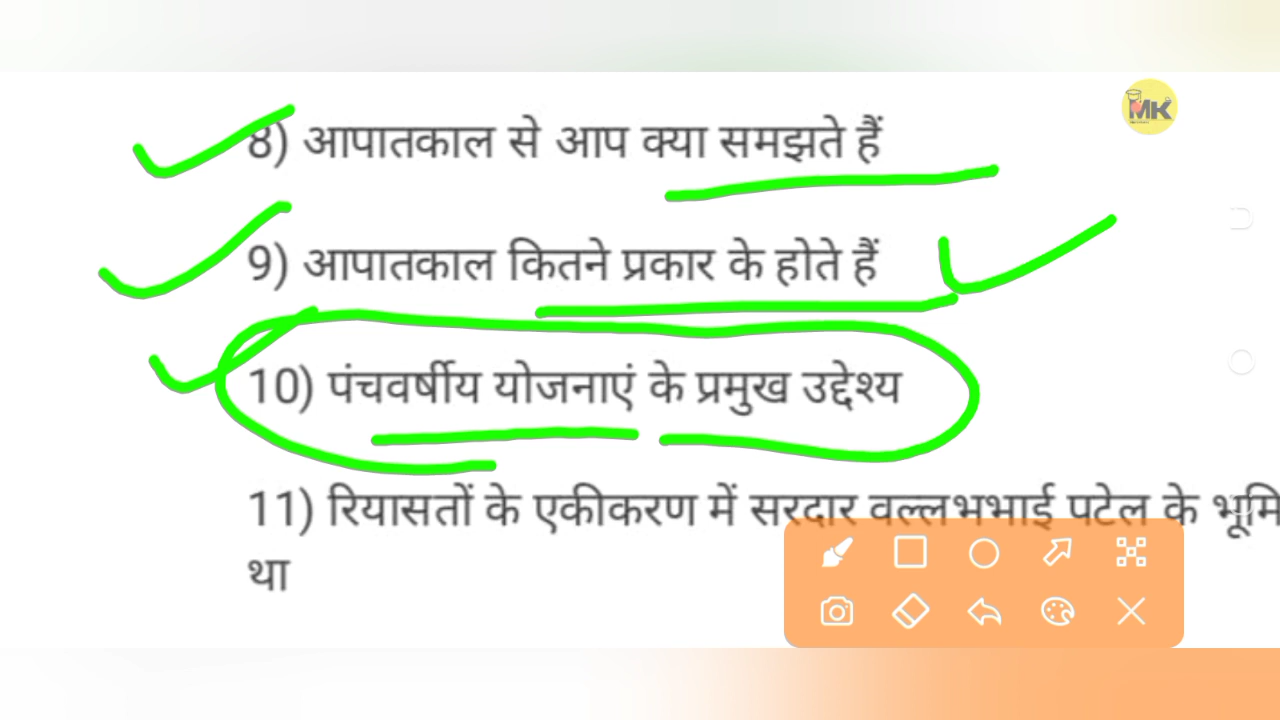 MK
8) आपातकाल से आप क्या समझते हैं
9) आपातकाल कितने प्रकार के होते हैं
10) पंचवर्षीय योजनाएं के प्रमुख उद्देश्य
11) रियासतों के एकीकरण में सरदार वल्लभभाई पटेल के
था